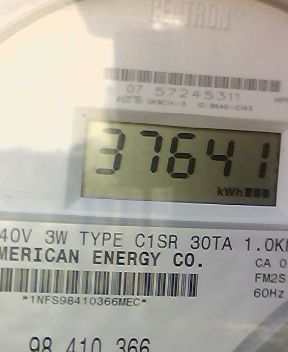 CENTRON®
07 57245311
37641
kWh
40V 3W TYPE C1SR 30TA 1.0K
MERICAN ENERGY CO.
CA 0
FM2S
60Hz
*1NFS98410366MEC*
98 410 366